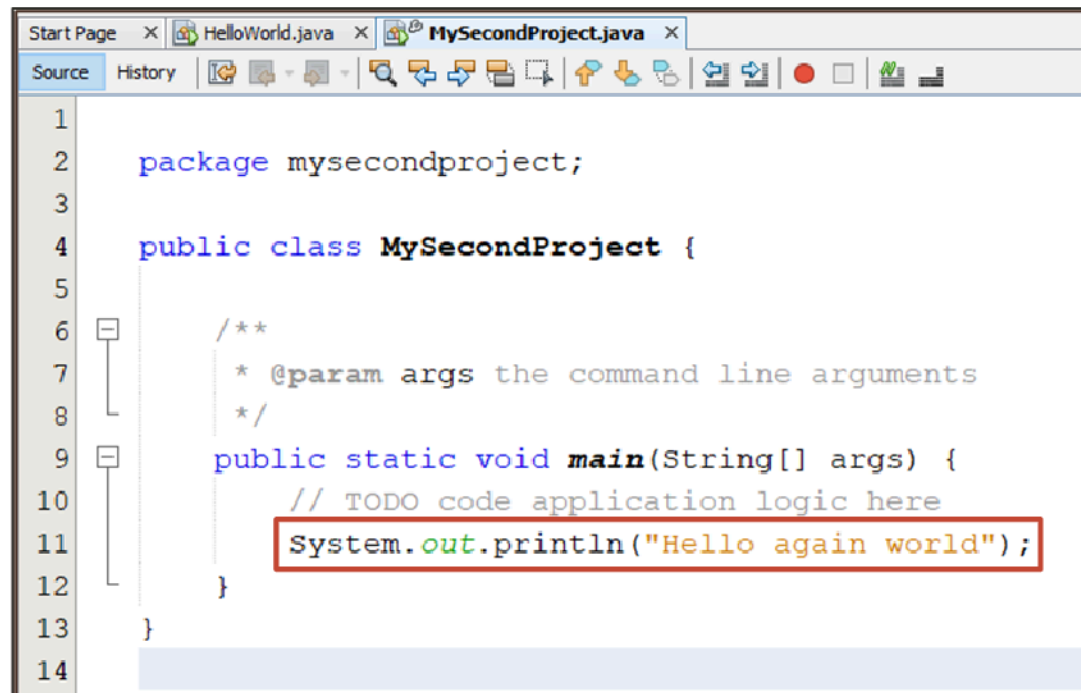 Start Page HelloWorld.java MySecondProject.java
Source History
1
2 package mysecondproject;
3
4 public class MySecondProject {
5
6 /**
7 * @param args the command line arguments
8 */
9 public static void main(String[] args) {
10 // TODO code application logic here
11 System.out.println("Hello again world");
12 }
13 }
14